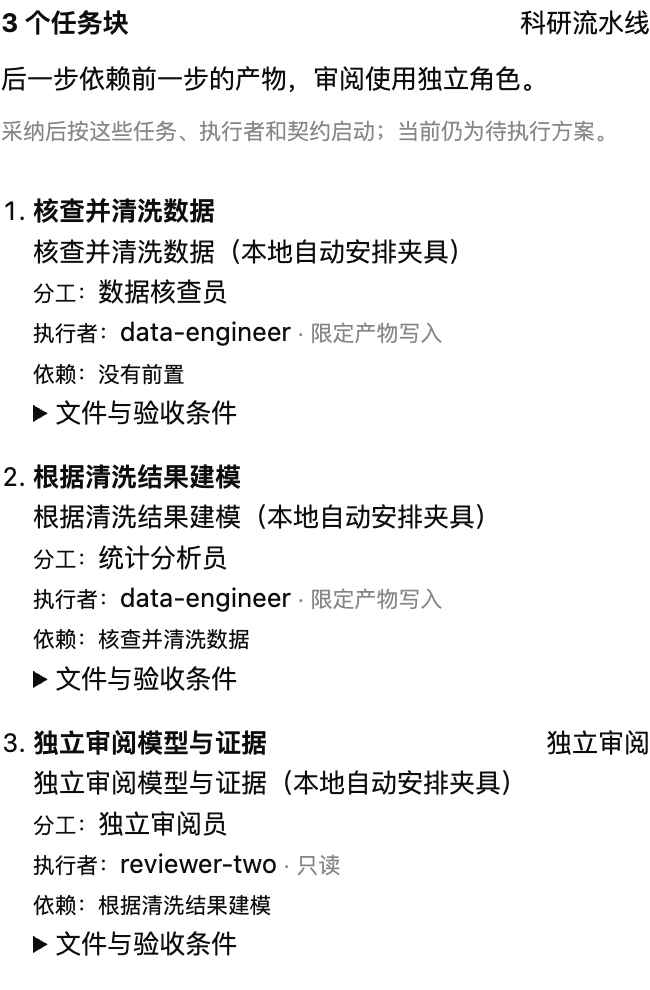 3 个任务块 科研流水线
后一步依赖前一步的产物，审阅使用独立角色。
采纳后按这些任务、执行者和契约启动；当前仍为待执行方案。
1. 核查并清洗数据
核查并清洗数据（本地自动安排夹具）
分工：数据核查员
执行者：data-engineer · 限定产物写入
依赖：没有前置
▶ 文件与验收条件
2. 根据清洗结果建模
根据清洗结果建模（本地自动安排夹具）
分工：统计分析员
执行者：data-engineer · 限定产物写入
依赖：核查并清洗数据
▶ 文件与验收条件
3. 独立审阅模型与证据 独立审阅
独立审阅模型与证据（本地自动安排夹具）
分工：独立审阅员
执行者：reviewer-two · 只读
依赖：根据清洗结果建模
▶ 文件与验收条件